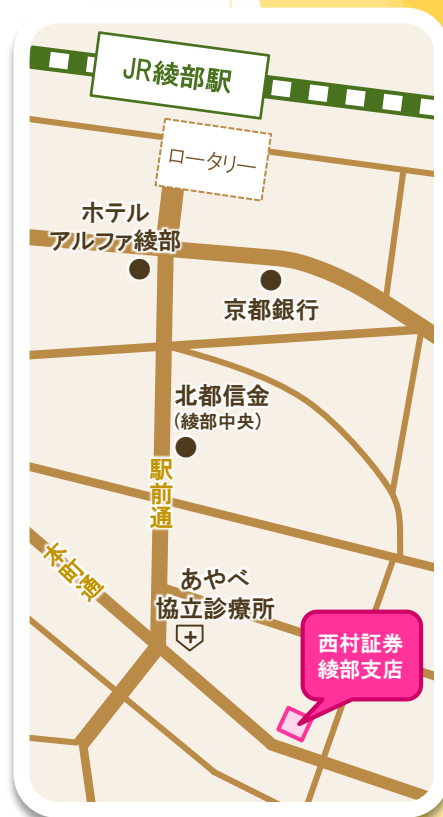 JR綾部駅
ロータリー
ホテル
アルファ綾部
京都銀行
北都信金
(綾部中央)
駅前通
本町通
あやべ
協立診療所
西村証券
綾部支店